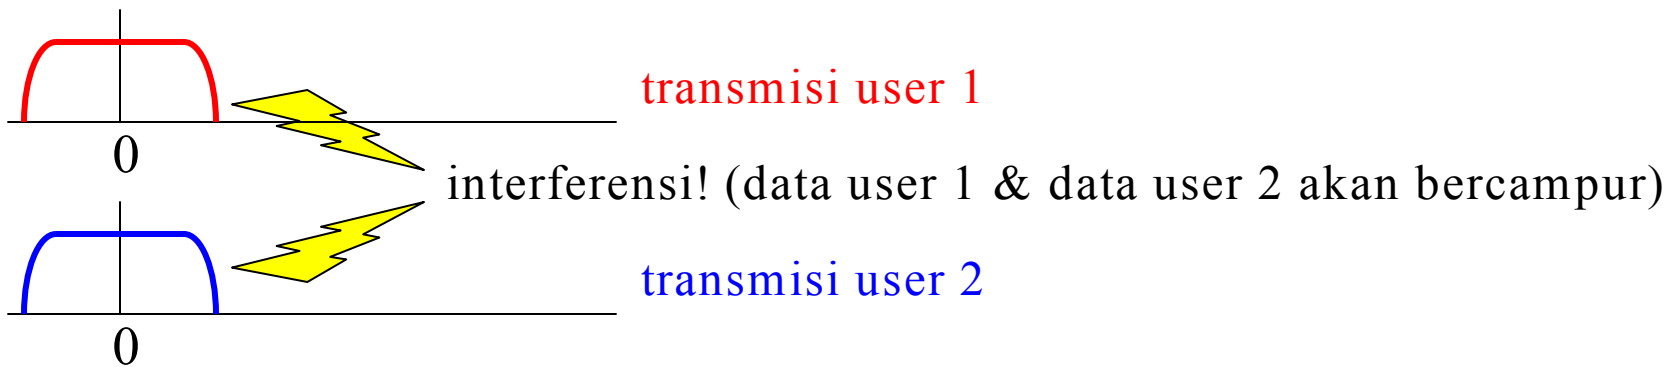 transmisi user 1
0
interferensi! (data user 1 & data user 2 akan bercampur)
transmisi user 2
0